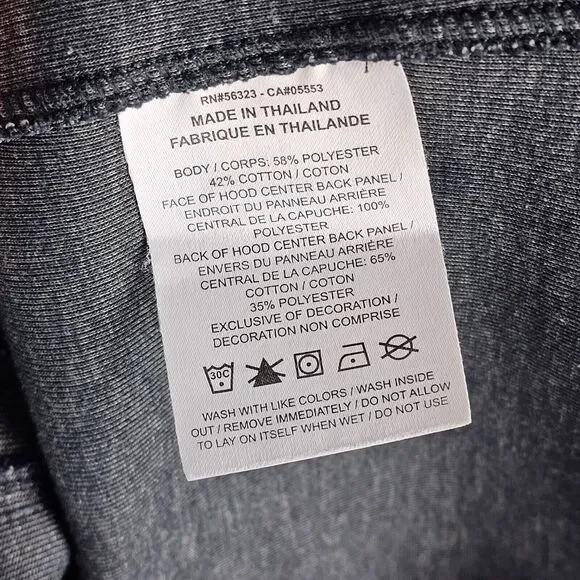 RN#56323 - CA#05553
MADE IN THAILAND
FABRIQUE EN THAILANDE
BODY / CORPS: 58% POLYESTER
42% COTTON / COTON
FACE OF HOOD CENTER BACK PANEL /
ENDROIT DU PANNEAU ARRIÈRE
CENTRAL DE LA CAPUCHE: 100%
POLYESTER
BACK OF HOOD CENTER BACK PANEL /
ENVERS DU PANNEAU ARRIÈRE
CENTRAL DE LA CAPUCHE: 65%
COTTON / COTON
35% POLYESTER
EXCLUSIVE OF DECORATION /
DECORATION NON COMPRISE
30C
WASH WITH LIKE COLORS / WASH INSIDE
OUT / REMOVE IMMEDIATELY / DO NOT ALLOW
TO LAY ON ITSELF WHEN WET / DO NOT USE